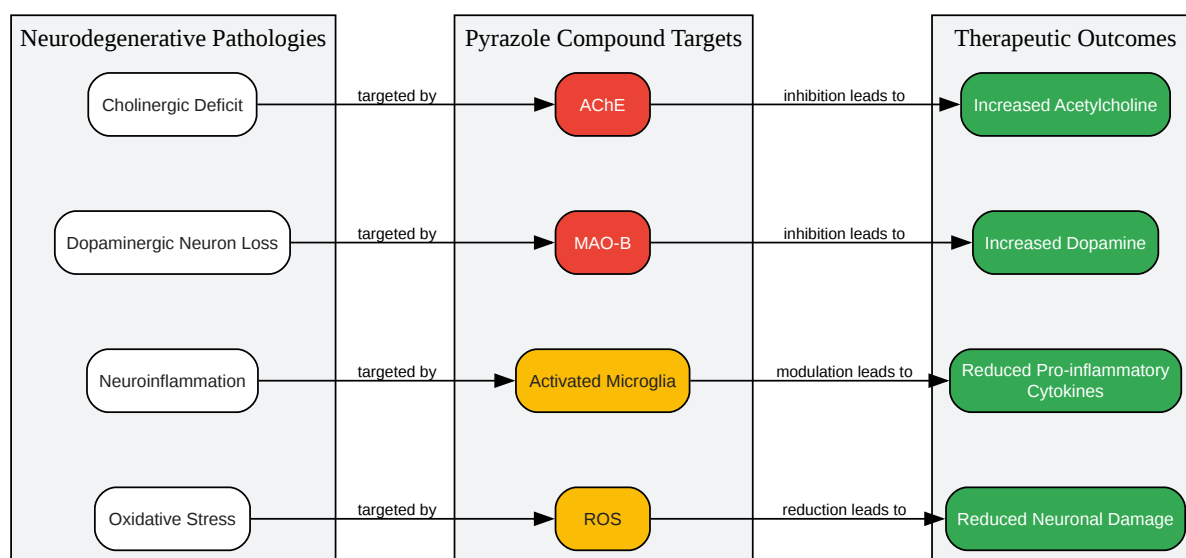 Neurodegenerative Pathologies
Pyrazole Compound Targets
Therapeutic Outcomes
Cholinergic Deficit
targeted by
AChE
inhibition leads to
Increased Acetylcholine
Dopaminergic Neuron Loss
targeted by
MAO-B
inhibition leads to
Increased Dopamine
Neuroinflammation
targeted by
Activated Microglia
modulation leads to
Reduced Pro-inflammatory
Cytokines
Oxidative Stress
targeted by
ROS
reduction leads to
Reduced Neuronal Damage